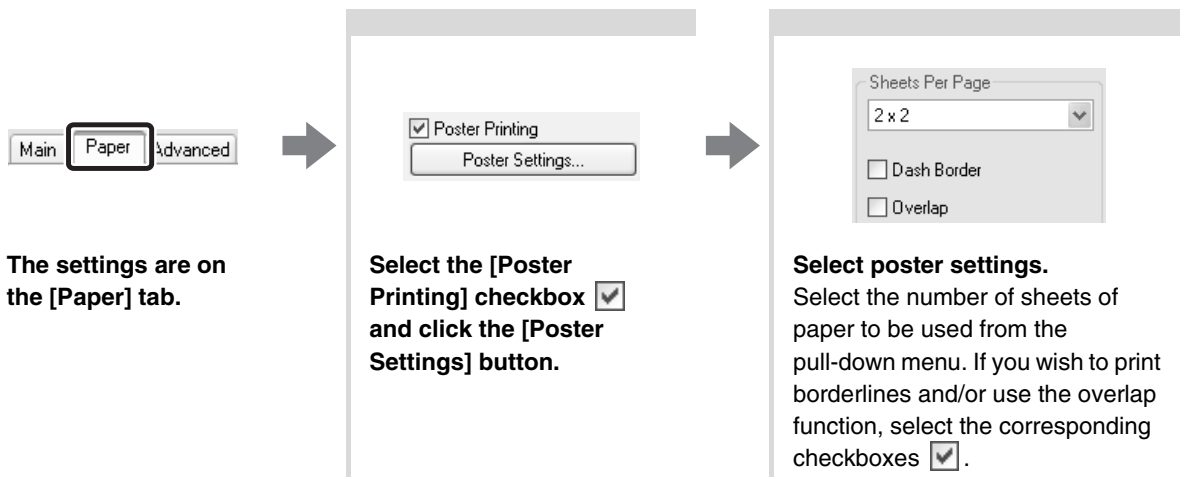 Main Paper Advanced
The settings are on
the [Paper] tab.
Poster Printing
Poster Settings...
Select the [Poster
Printing] checkbox
and click the [Poster
Settings] button.
Sheets Per Page
2 x 2
Dash Border
Overlap
Select poster settings.
Select the number of sheets of
paper to be used from the
pull-down menu. If you wish to print
borderlines and/or use the overlap
function, select the corresponding
checkboxes .